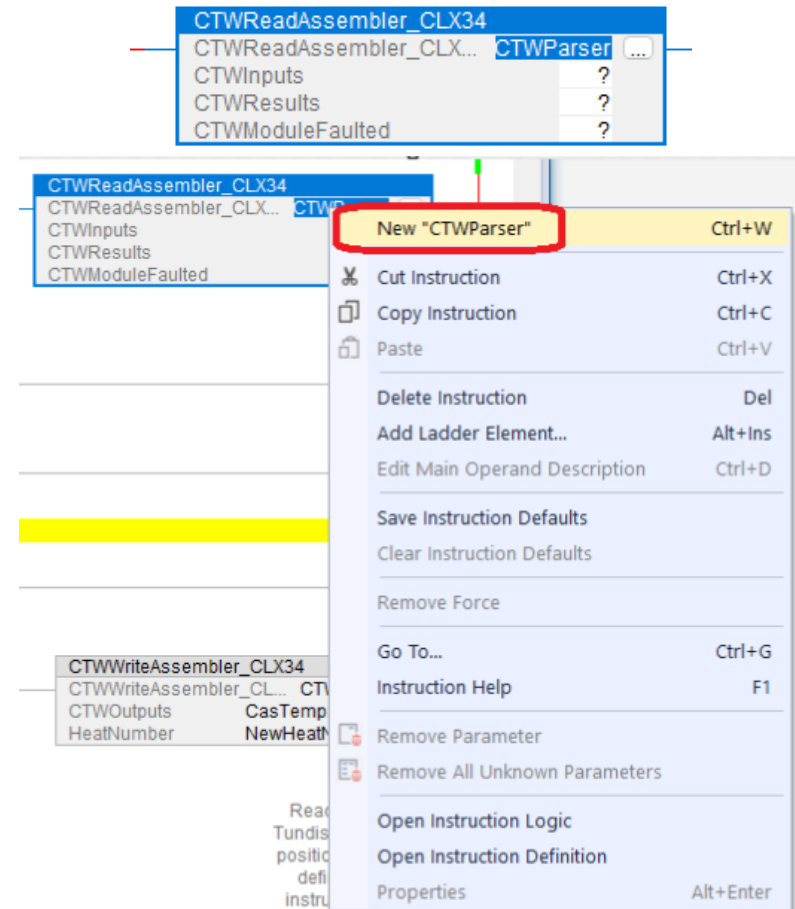 CTWReadAssembler_CLX34
CTWReadAssembler_CLX... CTWParser ...
CTWInputs ?
CTWResults ?
CTWModuleFaulted ?
CTWReadAssembler_CLX34
CTWReadAssembler_CLX...
CTWInputs
CTWResults
CTWModuleFaulted
New "CTWParser" Ctrl+W
Cut Instruction Ctrl+X
Copy Instruction Ctrl+C
Paste Ctrl+V
Delete Instruction Del
Add Ladder Element... Alt+Ins
Edit Main Operand Description Ctrl+D
Save Instruction Defaults
Clear Instruction Defaults
Remove Force
Go To... Ctrl+G
Instruction Help F1
Remove Parameter
Remove All Unknown Parameters
Open Instruction Logic
Open Instruction Definition
Properties Alt+Enter
CTWWriteAssembler_CLX34
CTWWriteAssembler_CL...
CTWOutputs CasTemp
HeatNumber